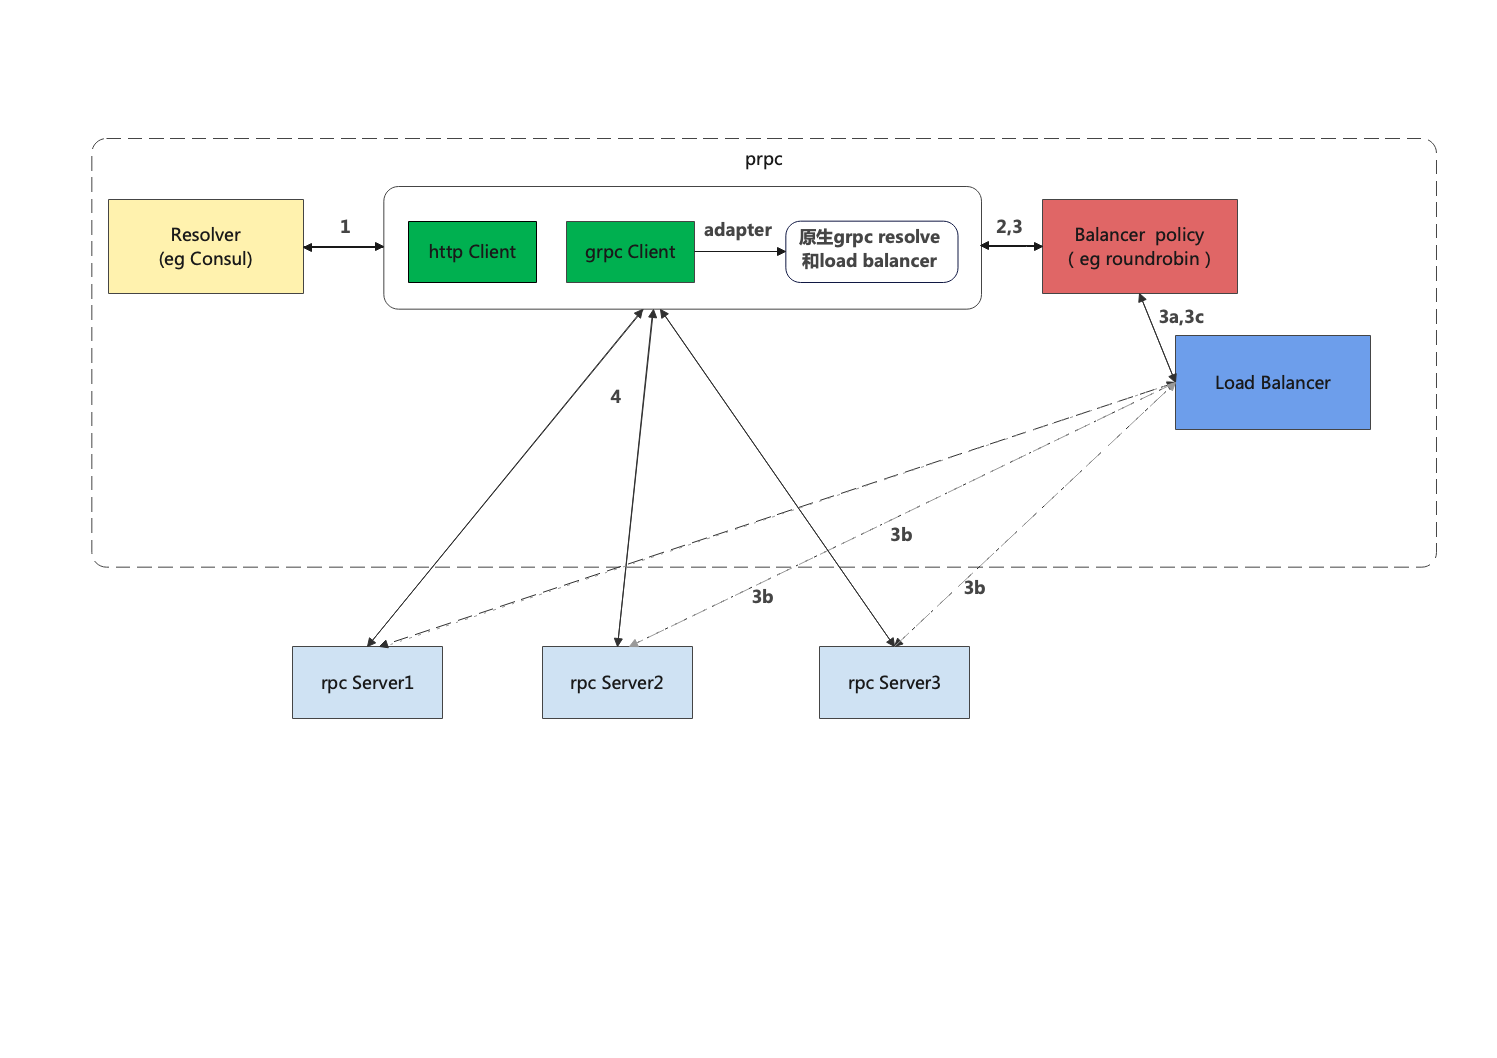 prpc
Resolver
(eg Consul)
1
http Client
grpc Client
adapter
原生grpc resolve
和load balancer
2,3
Balancer policy
( eg roundrobin )
3a,3c
Load Balancer
4
3b
3b
3b
rpc Server1
rpc Server2
rpc Server3